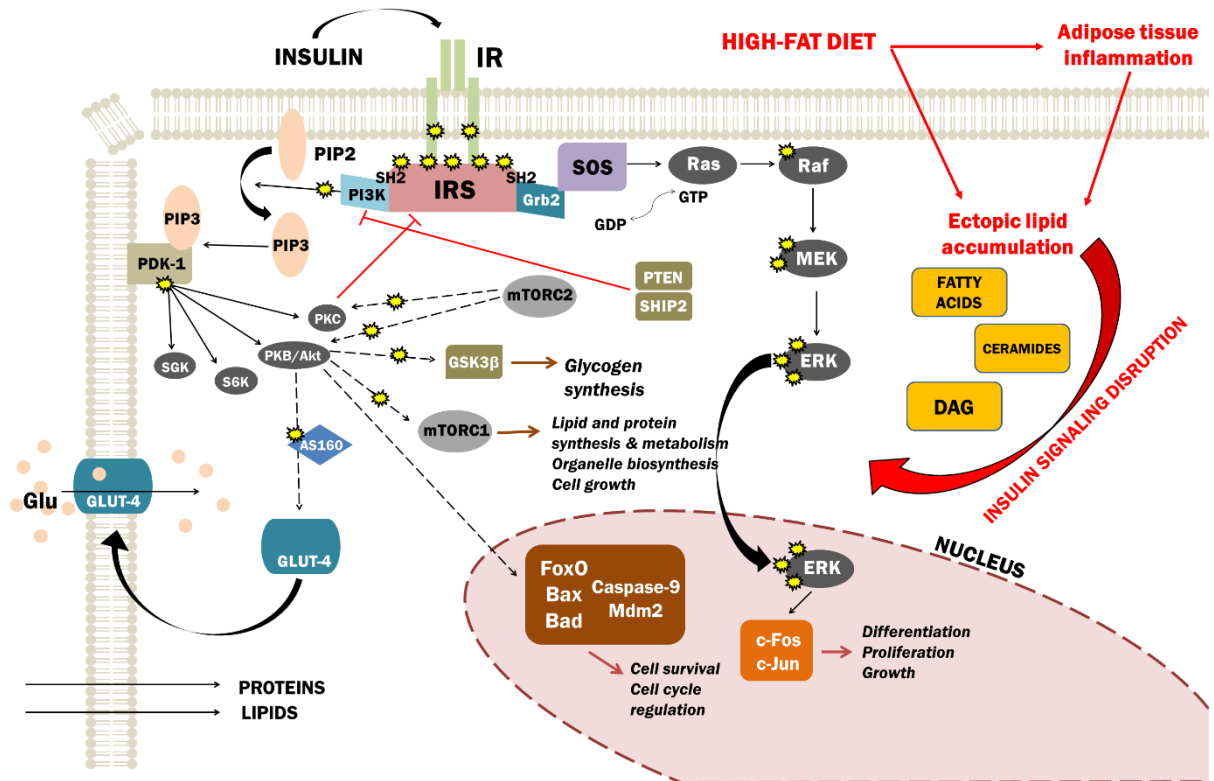 INSULIN
IR
HIGH-FAT DIET
Adipose tissue
inflammation
PIP2
SH2
SH2
PI3K
IRS
Grb2
SOS
Ras
Raf
GTP
GDP
PIP3
PIP3
PDK-1
MEK
Ectopic lipid
accumulation
PTEN
SHIP2
mTORC2
PKC
FATTY
ACIDS
CERAMIDES
DAG
INSULIN SIGNALING DISRUPTION
SGK
S6K
PKB/Akt
GSK3β
Glycogen
synthesis
ERK
mTORC1
Lipid and protein
synthesis & metabolism
Organelle biosynthesis
Cell growth
AS160
Glu
GLUT-4
GLUT-4
NUCLEUS
FoxO
Bax
Bad
Caspase-9
Mdm2
ERK
c-Fos
c-Jun
Differentiation
Proliferation
Growth
Cell survival
Cell cycle
regulation
PROTEINS
LIPIDS